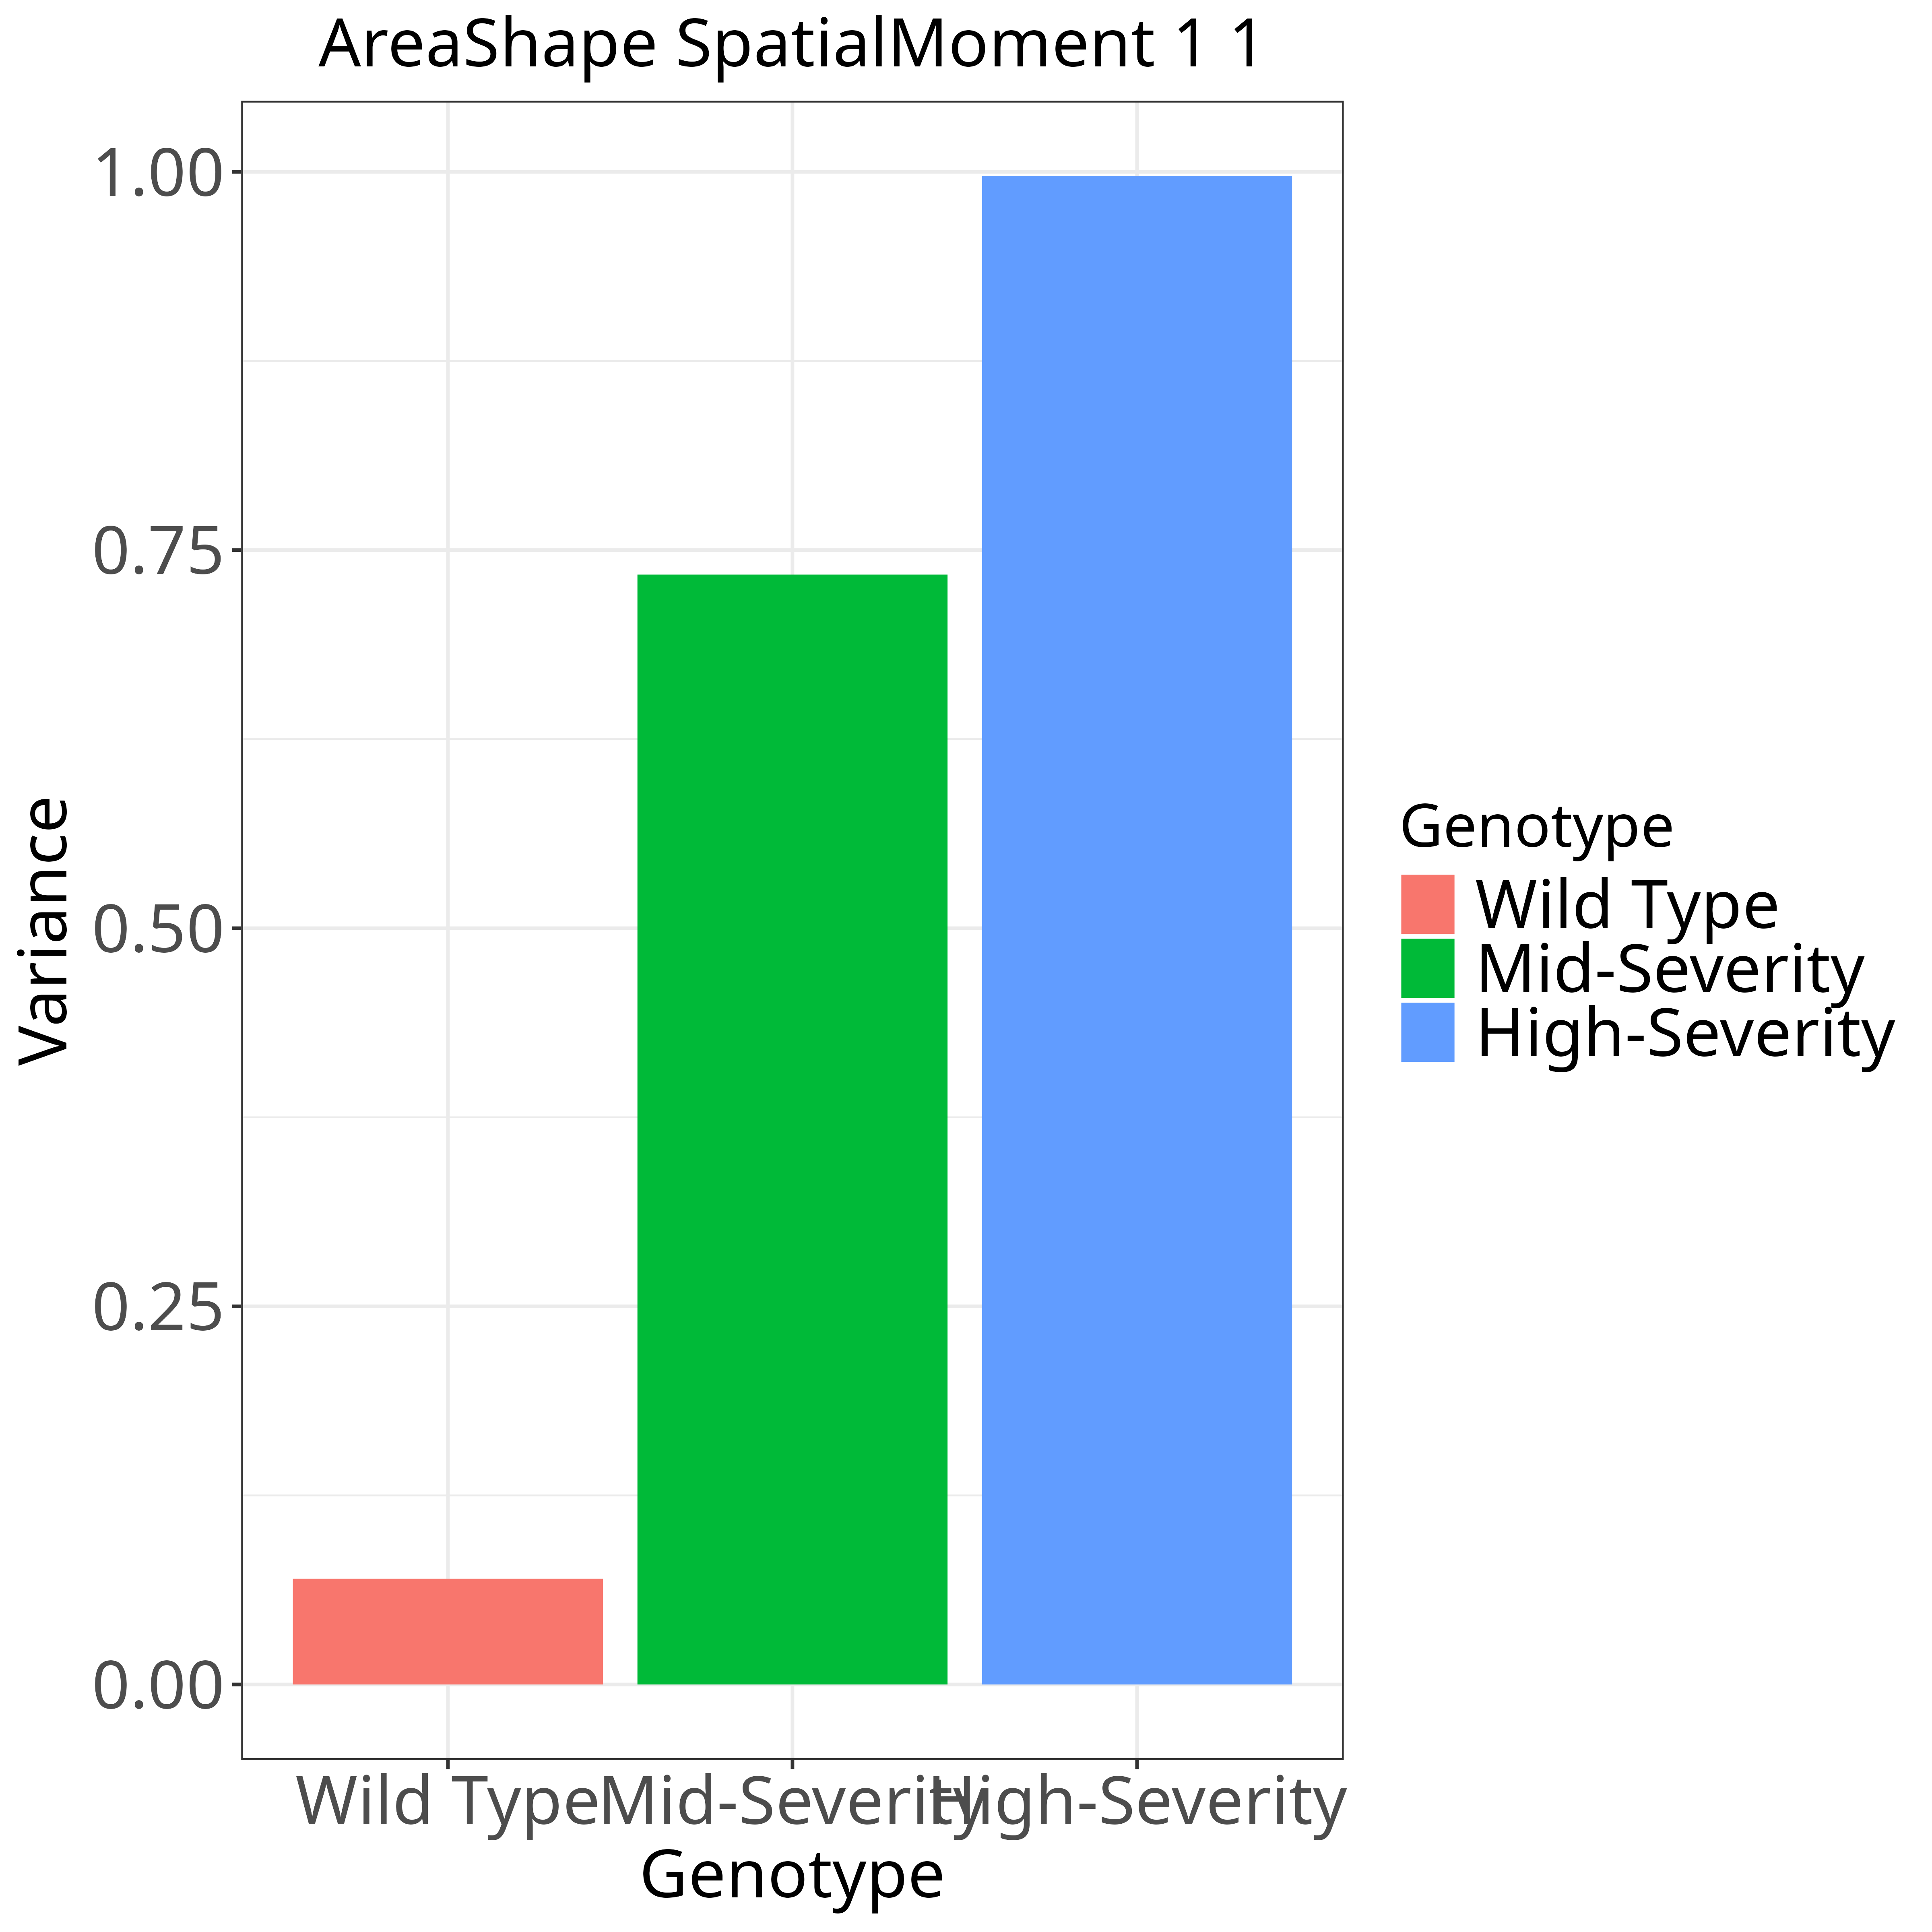 AreaShape SpatialMoment 1 1
Variance
1.00
0.75
0.50
0.25
0.00
Wild Type Mid-Severity High-Severity
Genotype
Genotype
Wild Type
Mid-Severity
High-Severity